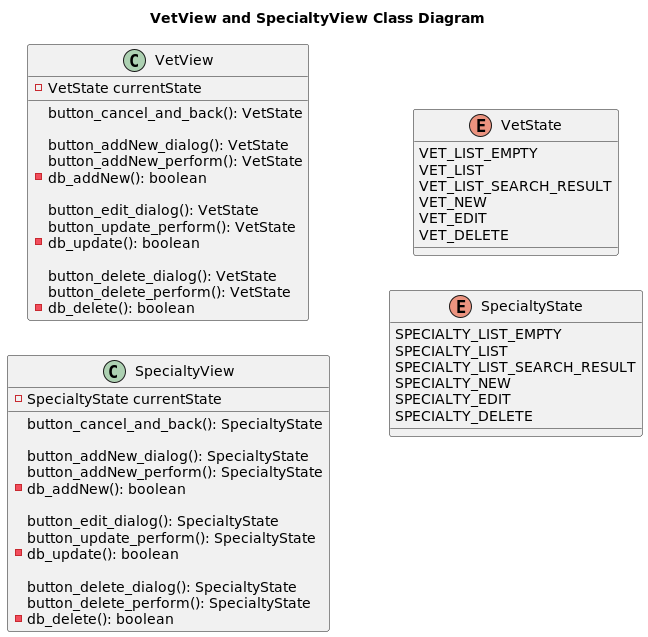 VetView and SpecialtyView Class Diagram
C VetView
VetState currentState
button_cancel_and_back(): VetState
button_addNew_dialog(): VetState
button_addNew_perform(): VetState
db_addNew(): boolean
button_edit_dialog(): VetState
button_update_perform(): VetState
db_update(): boolean
button_delete_dialog(): VetState
button_delete_perform(): VetState
db_delete(): boolean
E VetState
VET_LIST_EMPTY
VET_LIST
VET_LIST_SEARCH_RESULT
VET_NEW
VET_EDIT
VET_DELETE
C SpecialtyView
SpecialtyState currentState
button_cancel_and_back(): SpecialtyState
button_addNew_dialog(): SpecialtyState
button_addNew_perform(): SpecialtyState
db_addNew(): boolean
button_edit_dialog(): SpecialtyState
button_update_perform(): SpecialtyState
db_update(): boolean
button_delete_dialog(): SpecialtyState
button_delete_perform(): SpecialtyState
db_delete(): boolean
E SpecialtyState
SPECIALTY_LIST_EMPTY
SPECIALTY_LIST
SPECIALTY_LIST_SEARCH_RESULT
SPECIALTY_NEW
SPECIALTY_EDIT
SPECIALTY_DELETE